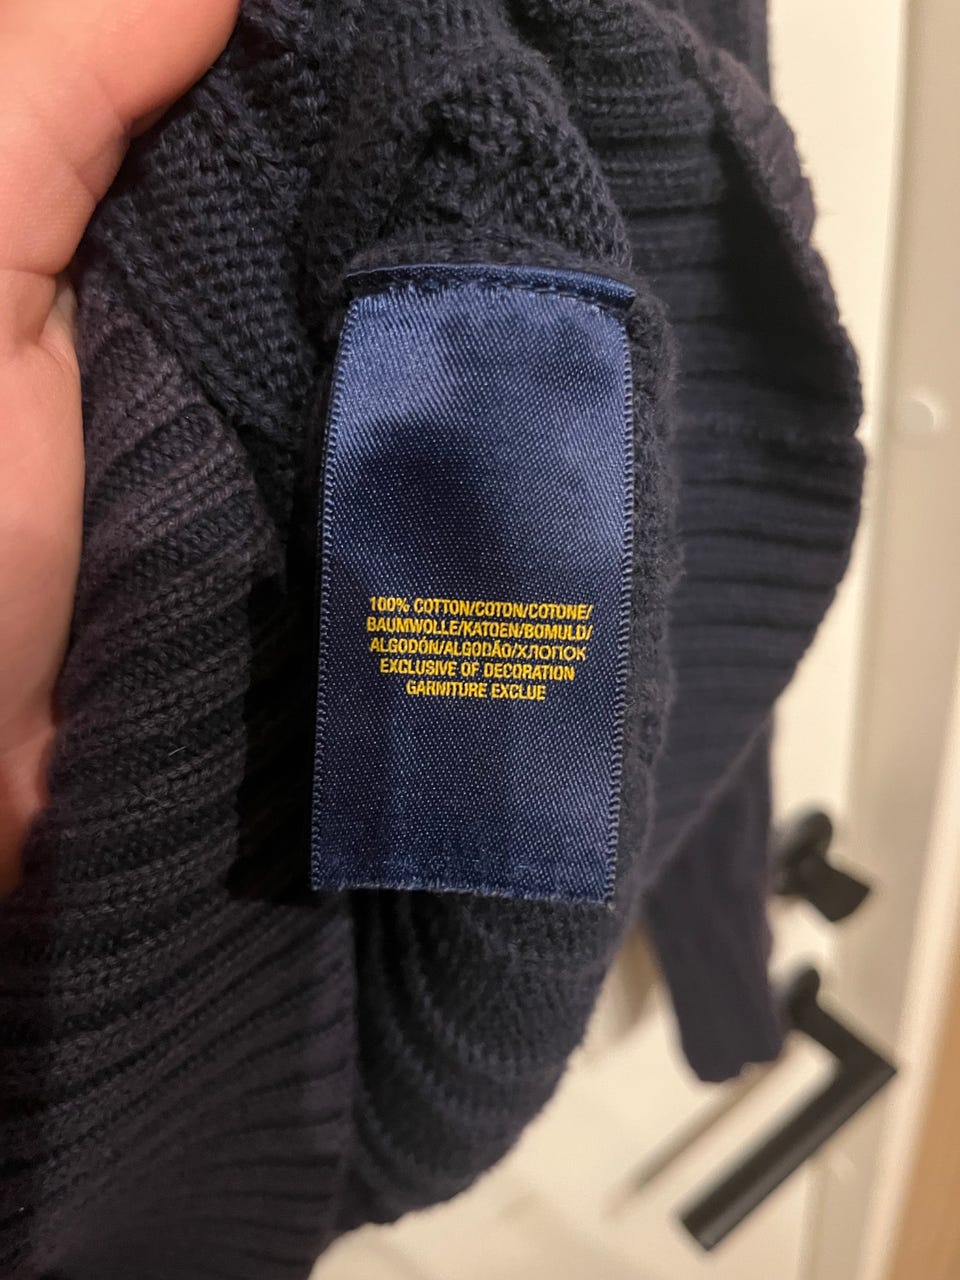 100% COTTON/COTON/COTONE/
BAUMWOLLE/KATOEN/BOMULD/
ALGODÓN/ALGODÃO/ХЛОПОК
EXCLUSIVE OF DECORATION
GARNITURE EXCLUE